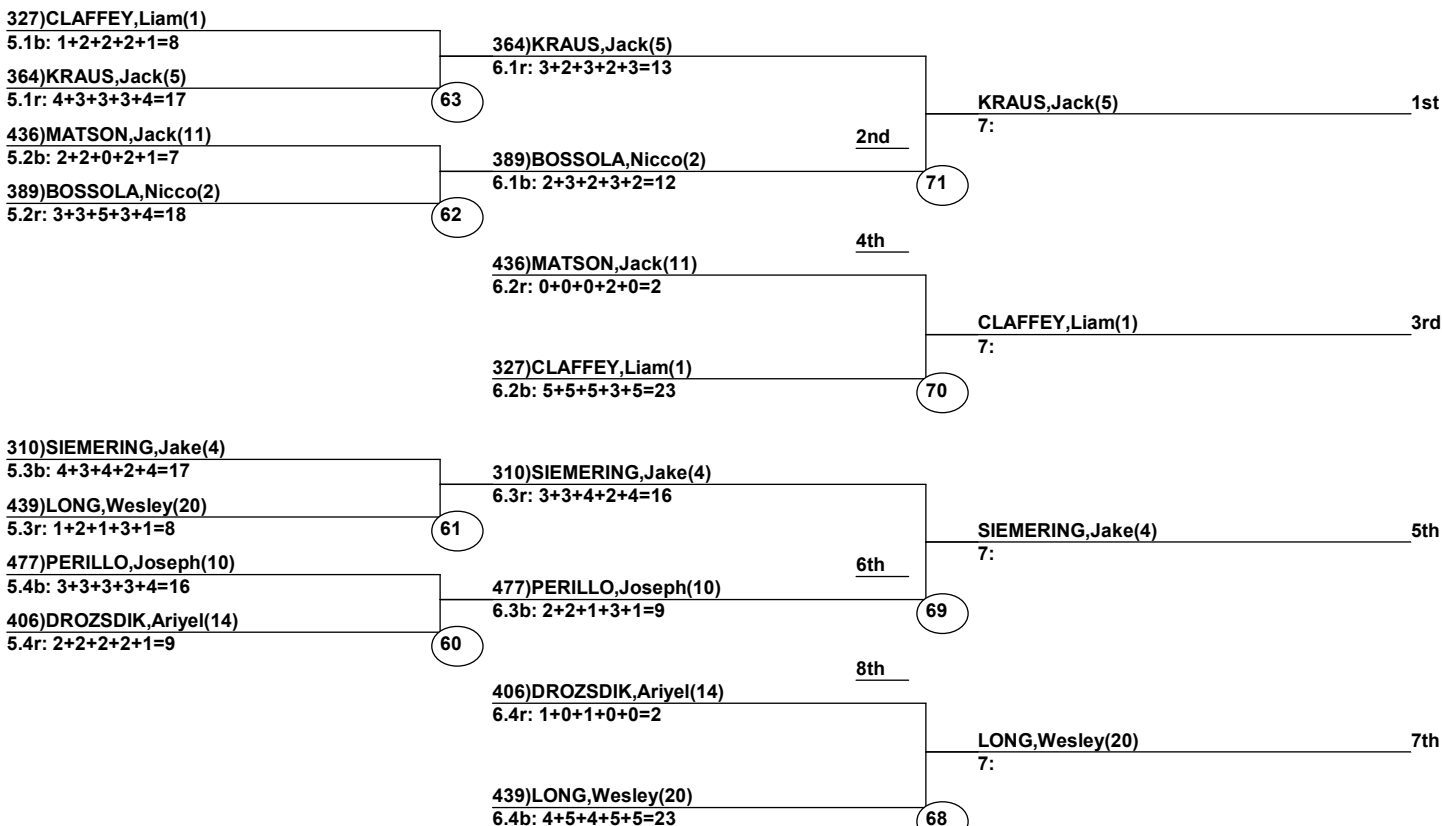 327)CLAFFEY,Liam(1)
5.1b: 1+2+2+2+1=8
364)KRAUS,Jack(5)
5.1r: 4+3+3+3+4=17
63
436)MATSON,Jack(11)
5.2b: 2+2+0+2+1=7
389)BOSSOLA,Nicco(2)
5.2r: 3+3+5+3+4=18
62
364)KRAUS,Jack(5)
6.1r: 3+2+3+2+3=13
2nd
389)BOSSOLA,Nicco(2)
6.1b: 2+3+2+3+2=12
71
KRAUS,Jack(5) 1st
7:
4th
436)MATSON,Jack(11)
6.2r: 0+0+0+2+0=2
327)CLAFFEY,Liam(1)
6.2b: 5+5+5+3+5=23
70
CLAFFEY,Liam(1) 3rd
7:
310)SIEMERING,Jake(4)
5.3b: 4+3+4+2+4=17
439)LONG,Wesley(20)
5.3r: 1+2+1+3+1=8
61
477)PERILLO,Joseph(10)
5.4b: 3+3+3+3+4=16
406)DROZSDIK,Ariyel(14)
5.4r: 2+2+2+2+1=9
60
310)SIEMERING,Jake(4)
6.3r: 3+3+4+2+4=16
6th
477)PERILLO,Joseph(10)
6.3b: 2+2+1+3+1=9
69
SIEMERING,Jake(4) 5th
7:
8th
406)DROZSDIK,Ariyel(14)
6.4r: 1+0+1+0+0=2
439)LONG,Wesley(20)
6.4b: 4+5+4+5+5=23
68
LONG,Wesley(20) 7th
7: